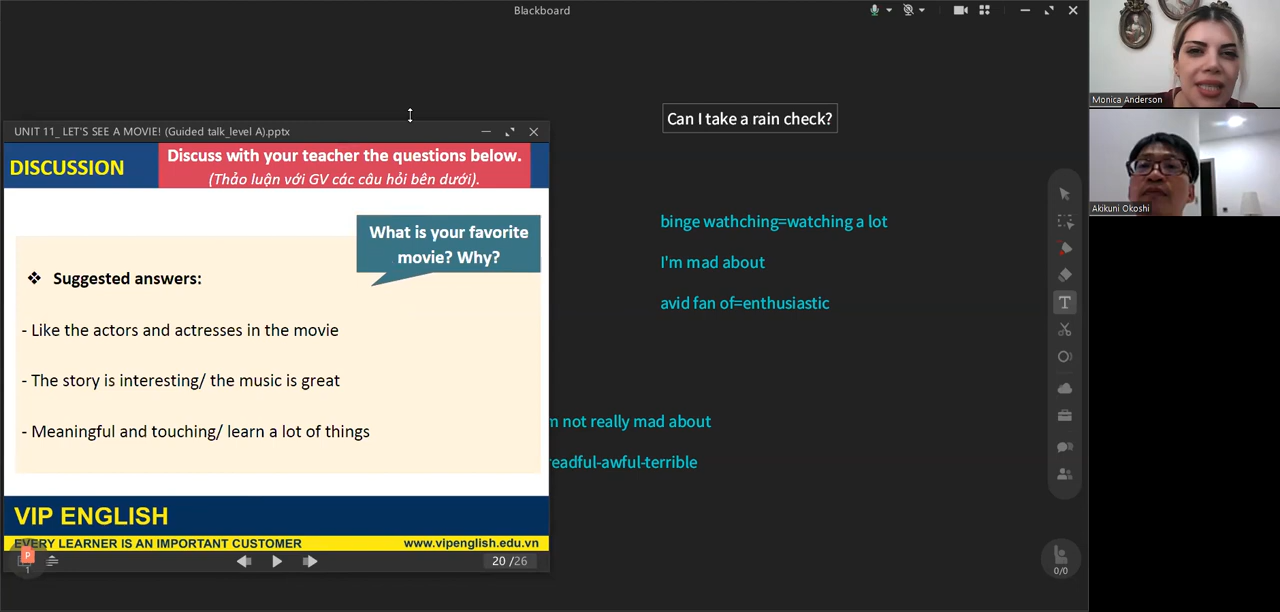 Blackboard
Monica Anderson
Akikuni Okoshi
Can I take a rain check?
binge wathching=watching a lot
I'm mad about
avid fan of=enthusiastic
m not really mad about
readful-awful-terrible
UNIT 11_ LET'S SEE A MOVIE! (Guided talk_level A).pptx
DISCUSSION
Discuss with your teacher the questions below.
(Thảo luận với GV các câu hỏi bên dưới).
What is your favorite
movie? Why?
❖ Suggested answers:
- Like the actors and actresses in the movie
- The story is interesting/ the music is great
- Meaningful and touching/ learn a lot of things
VIP ENGLISH
EVERY LEARNER IS AN IMPORTANT CUSTOMER
www.vipenglish.edu.vn
P
1
20 /26
T
0/0